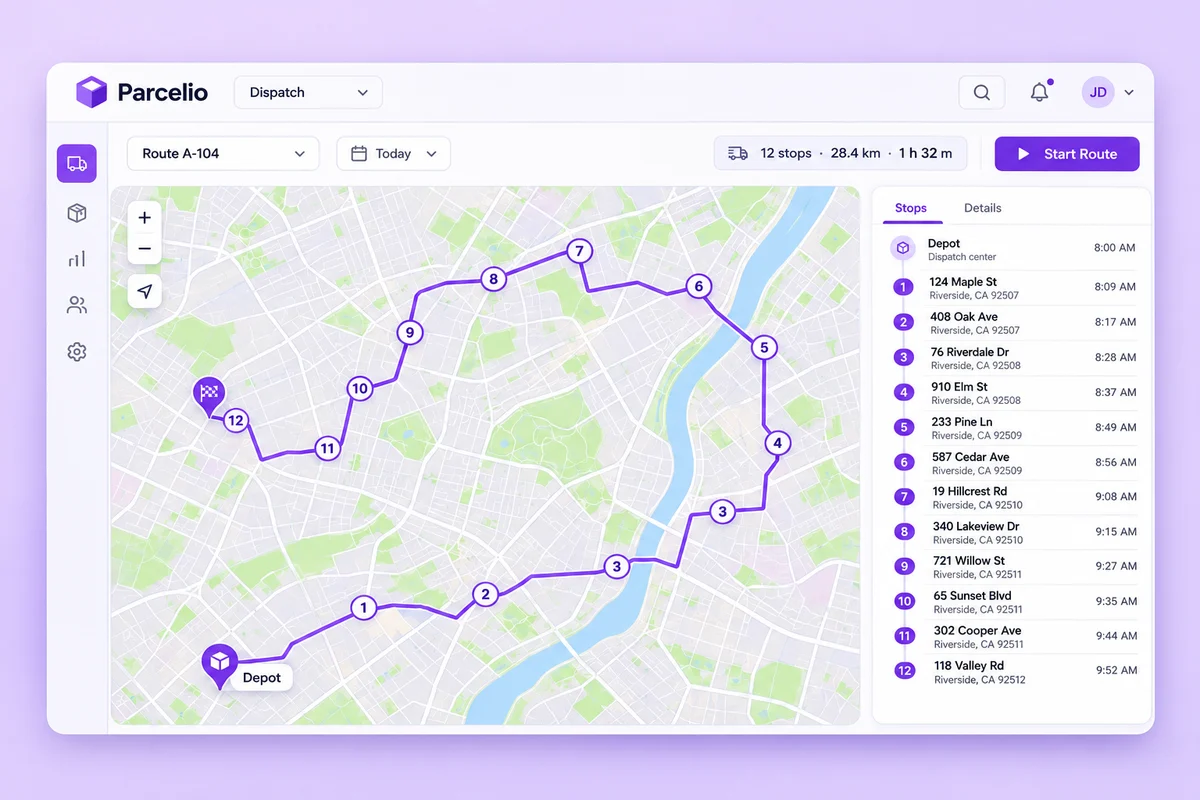 Parcelio
Dispatch
JD
Route A-104
Today
12 stops · 28.4 km · 1 h 32 m
Start Route
+
−
7
8
6
9
5
10
12
11
4
3
3
2
1
Depot
Stops
Details
Depot
8:00 AM
Dispatch center
1
124 Maple St
8:09 AM
Riverside, CA 92507
2
408 Oak Ave
8:17 AM
Riverside, CA 92507
3
76 Riverdale Dr
8:28 AM
Riverside, CA 92508
4
910 Elm St
8:37 AM
Riverside, CA 92508
5
233 Pine Ln
8:49 AM
Riverside, CA 92509
6
587 Cedar Ave
8:56 AM
Riverside, CA 92509
7
19 Hillcrest Rd
9:08 AM
Riverside, CA 92510
8
340 Lakeview Dr
9:15 AM
Riverside, CA 92510
9
721 Willow St
9:27 AM
Riverside, CA 92511
10
65 Sunset Blvd
9:35 AM
Riverside, CA 92511
11
302 Cooper Ave
9:44 AM
Riverside, CA 92511
12
118 Valley Rd
9:52 AM
Riverside, CA 92512